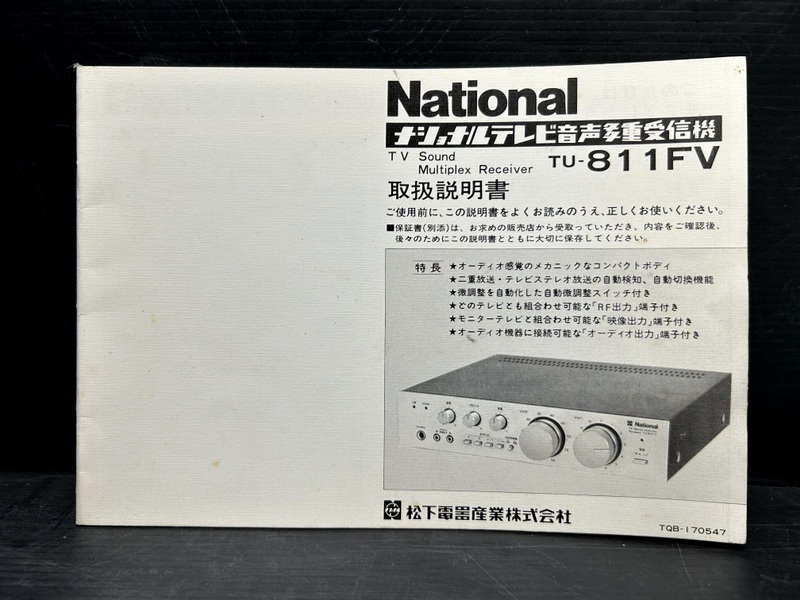 National
ナショナルテレビ音声多重受信機
TV Sound
Multiplex Receiver TU-811FV
取扱説明書
ご使用前に、この説明書をよくお読みのうえ、正しくお使いください。
■保証書(別添)は、お求めの販売店から受取っていただき、内容をご確認後、
後々のためにこの説明書とともに大切に保存してください。
特長
★オーディオ感覚のメカニックなコンパクトボディ
★二重放送・テレビステレオ放送の自動検知、自動切換機能
★微調整を自動化した自動微調整スイッチ付き
★どのテレビとも組合わせ可能な「RF出力」端子付き
★モニターテレビと組合わせ可能な「映像出力」端子付き
★オーディオ機器に接続可能な「オーディオ出力」端子付き
National
松下電器産業株式会社
TQB-170547